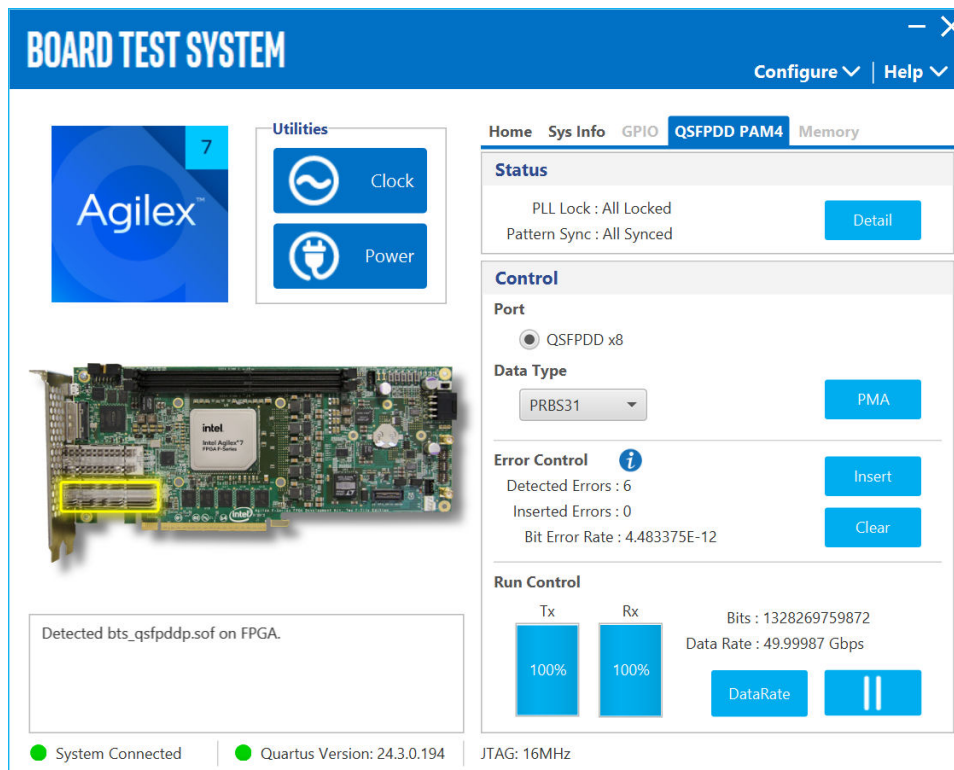 BOARD TEST SYSTEM
Configure
Help
7
Agilex™
Utilities
Clock
Power
Home Sys Info GPIO QSFPDD PAM4 Memory
Status
PLL Lock : All Locked
Pattern Sync : All Synced
Detail
Control
Port
QSFPDD x8
Data Type
PRBS31
PMA
intel
Intel Agilex® 7
FPGA F-Series
intel
Error Control
Detected Errors : 6
Insert
Inserted Errors : 0
Bit Error Rate : 4.483375E-12
Clear
Run Control
Tx Rx
100% 100%
Bits : 1328269759872
Data Rate : 49.99987 Gbps
DataRate
Detected bts_qsfpddp.sof on FPGA.
System Connected
Quartus Version: 24.3.0.194
JTAG: 16MHz